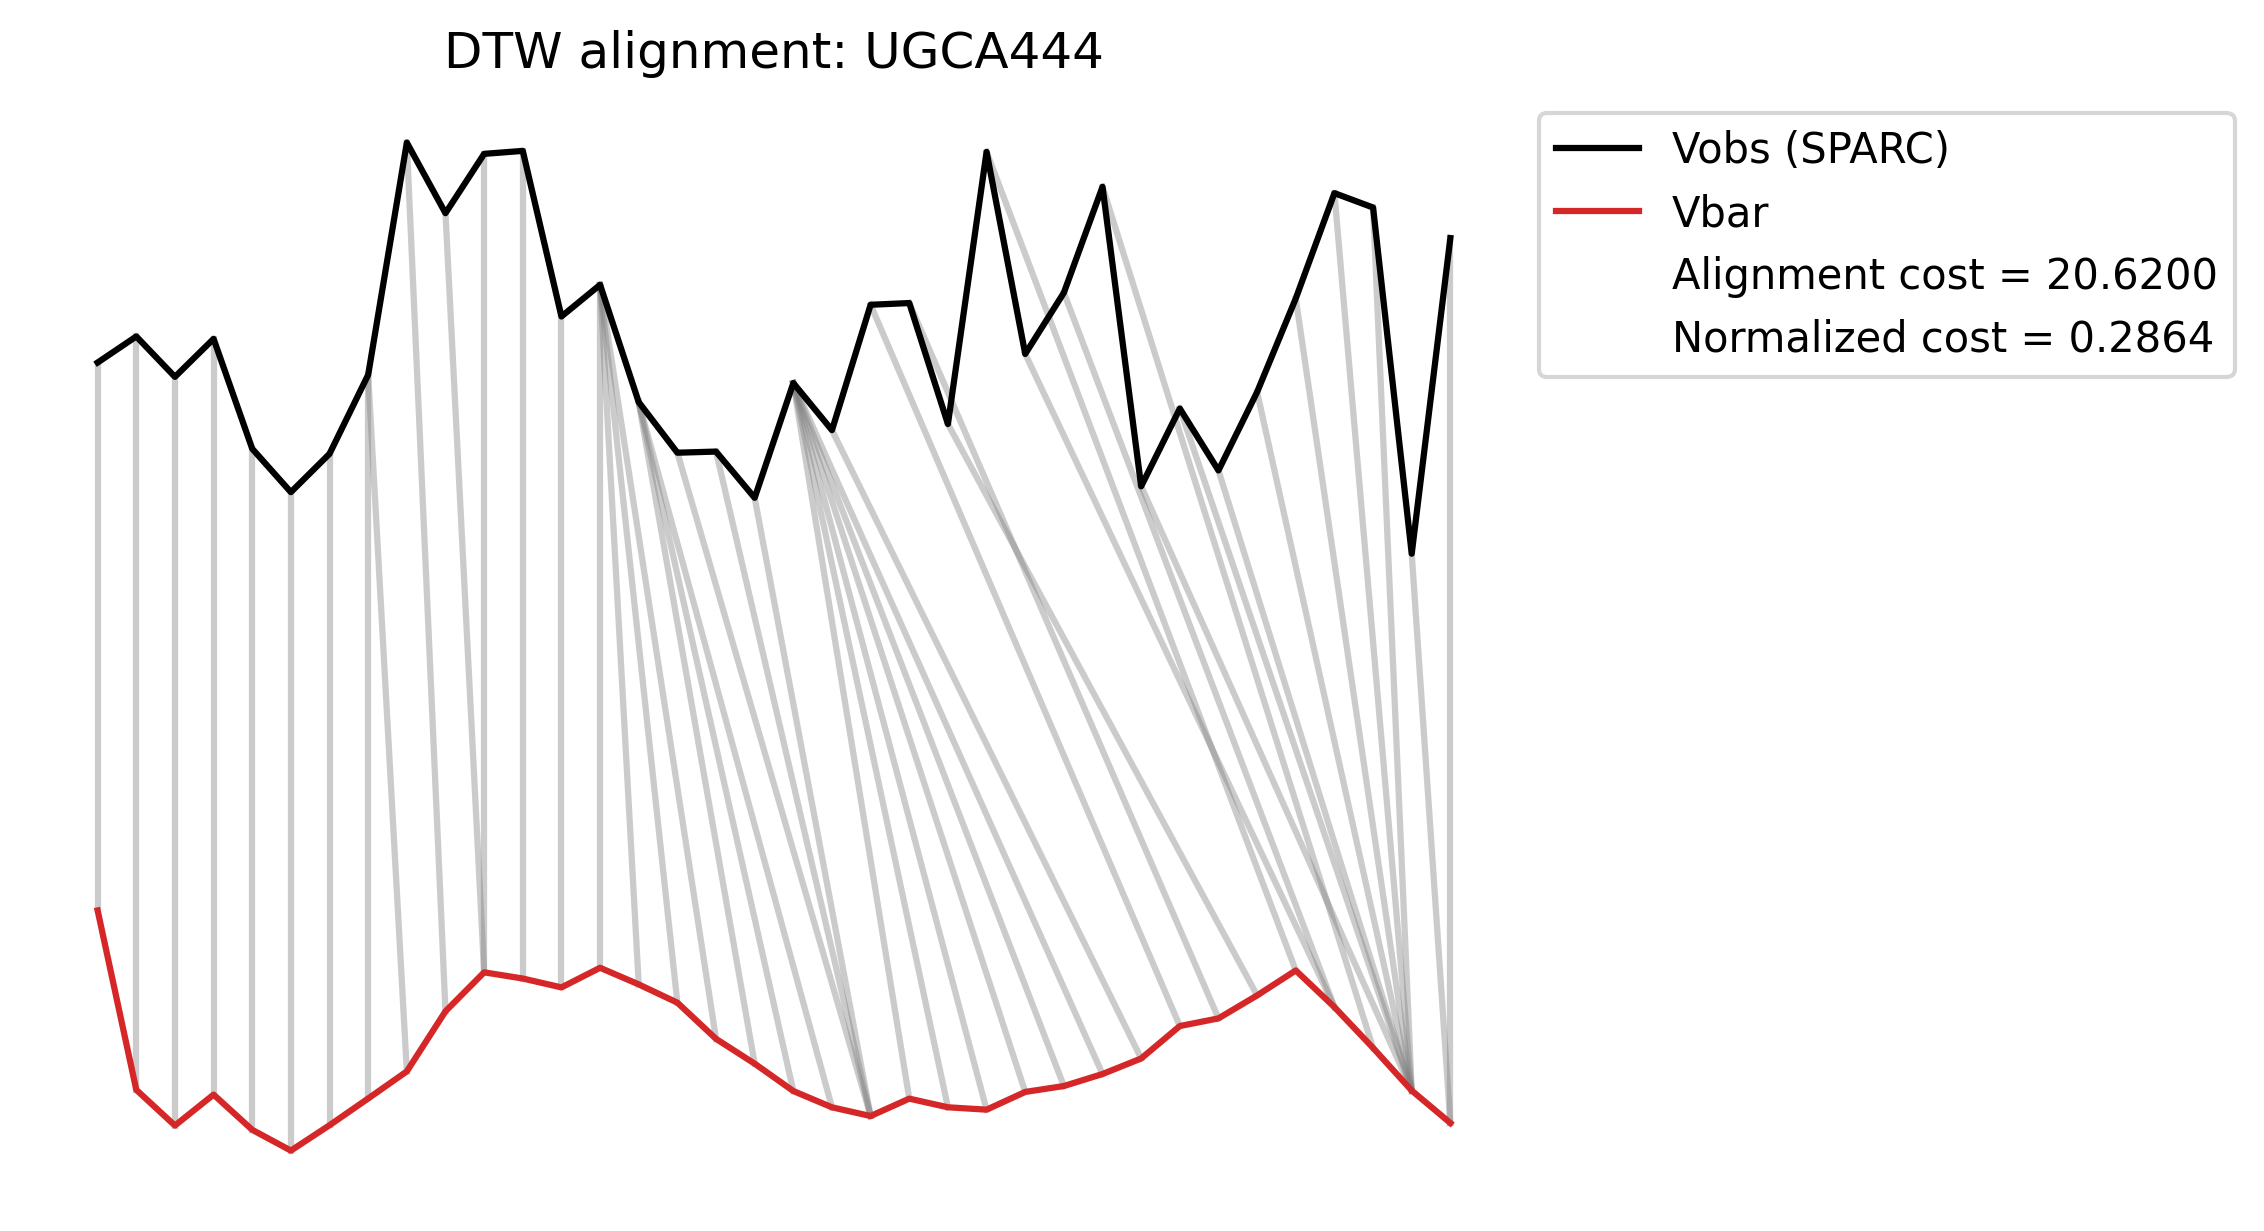 DTW alignment: UGCA444
Vobs (SPARC)
Vbar
Alignment cost = 20.6200
Normalized cost = 0.2864